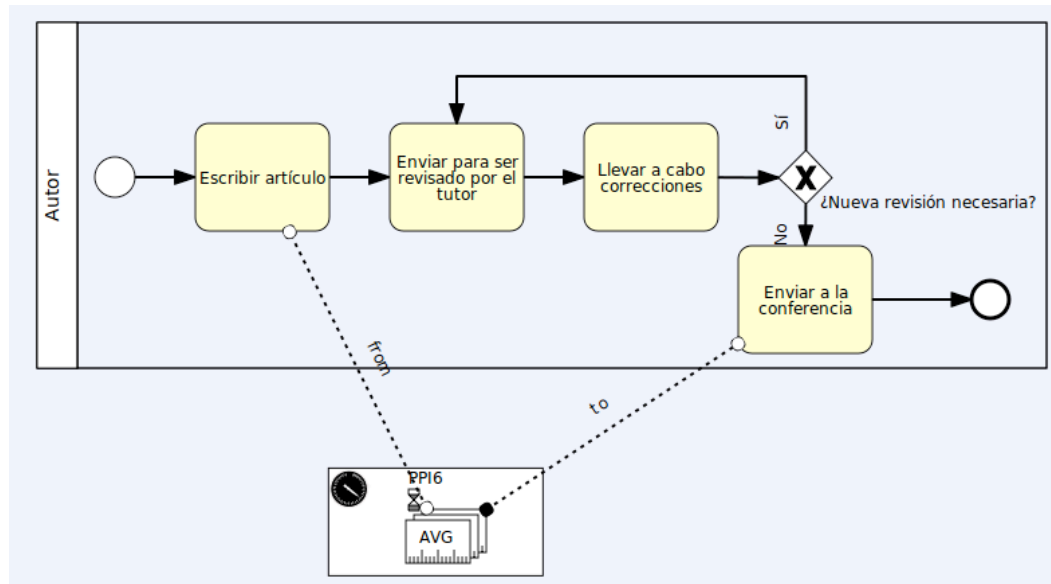 Autor
Escribir artículo
Enviar para ser
revisado por el
tutor
Llevar a cabo
correcciones
Sí
¿Nueva revisión necesaria?
No
Enviar a la
conferencia
from
to
PPI6
AVG